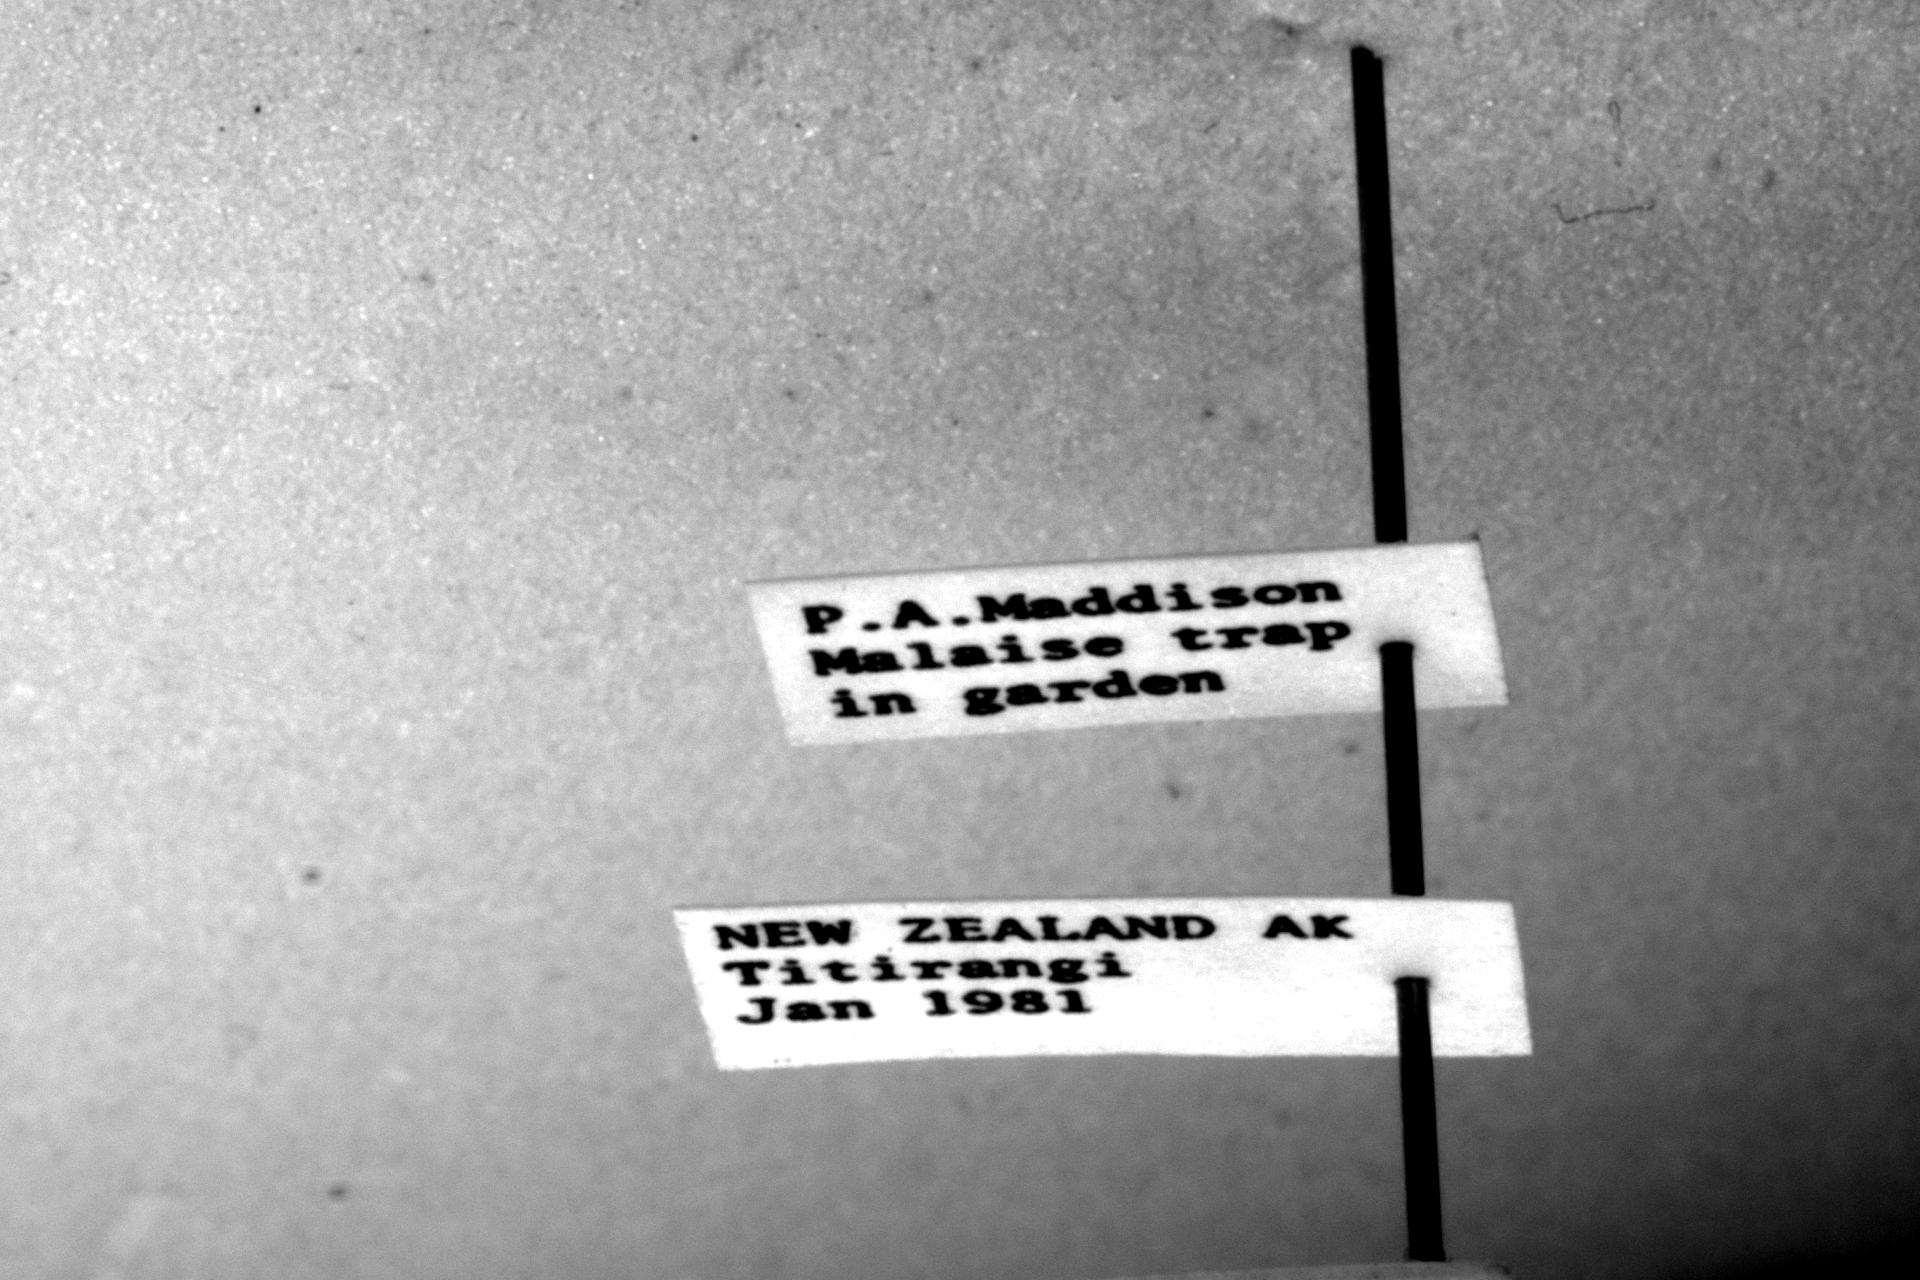 P.A.Maddison
Malaise trap
in garden
NEW ZEALAND AK
Titirangi
Jan 1981